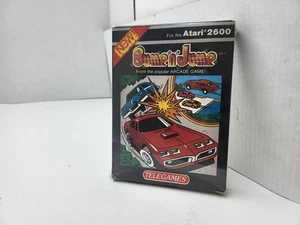 NEW!
For the Atari® 2600
Bump'n'Jump
From the popular ARCADE GAME!
TELEGAMES